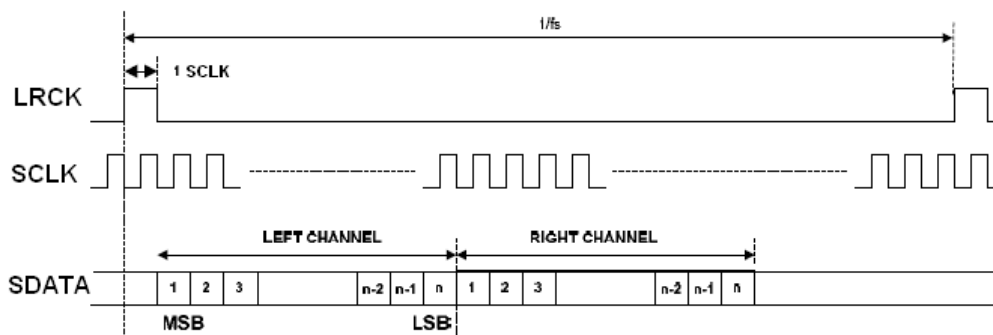 1/fs
1 SCLK
LRCK
SCLK
LEFT CHANNEL RIGHT CHANNEL
SDATA 1 2 3 n-2 n-1 n 1 2 3 n-2 n-1 n
MSB LSB